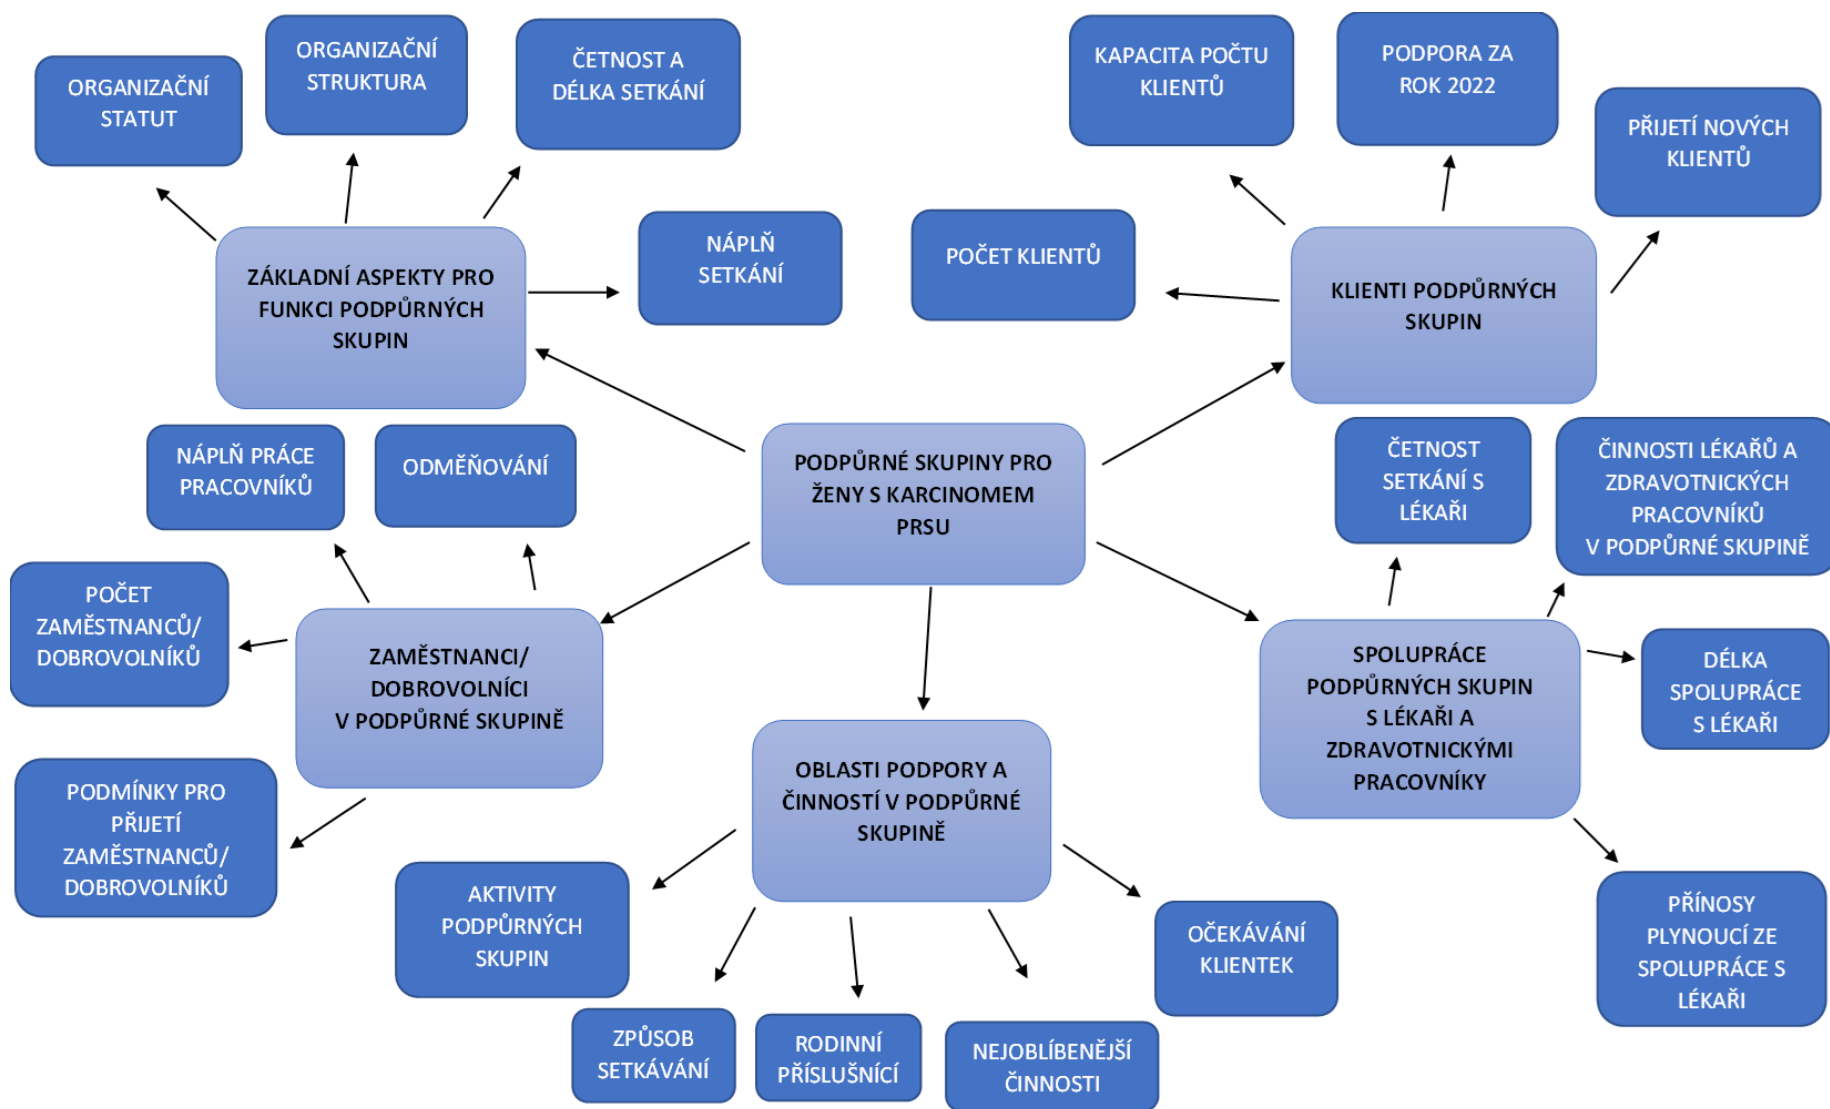 ORGANIZAČNÍ
STATUT
ORGANIZAČNÍ
STRUKTURA
ČETNOST A
DÉLKA SETKÁNÍ
NÁPLŇ
SETKÁNÍ
ZÁKLADNÍ ASPEKTY PRO
FUNKCI PODPŮRNÝCH
SKUPIN
KAPACITA POČTU
KLIENTŮ
PODPORA ZA
ROK 2022
PŘIJETÍ NOVÝCH
KLIENTŮ
POČET KLIENTŮ
KLIENTI PODPŮRNÝCH
SKUPIN
NÁPLŇ PRÁCE
PRACOVNÍKŮ
ODMĚŇOVÁNÍ
PODPŮRNÉ SKUPINY PRO
ŽENY S KARCINOMEM
PRSU
ČETNOST
SETKÁNÍ S
LÉKAŘI
ČINNOSTI LÉKAŘŮ A
ZDRAVOTNICKÝCH
PRACOVNÍKŮ
V PODPŮRNÉ SKUPINĚ
POČET
ZAMĚSTNANCŮ/
DOBROVOLNÍKŮ
ZAMĚSTNANCI/
DOBROVOLNÍCI
V PODPŮRNÉ SKUPINĚ
SPOLUPRÁCE
PODPŮRNÝCH SKUPIN
S LÉKAŘI A
ZDRAVOTNICKÝMI
PRACOVNÍKY
DÉLKA
SPOLUPRÁCE
S LÉKAŘI
PODMÍNKY PRO
PŘIJETÍ
ZAMĚSTNANCŮ/
DOBROVOLNÍKŮ
OBLASTI PODPORY A
ČINNOSTÍ V PODPŮRNÉ
SKUPINĚ
AKTIVITY
PODPŮRNÝCH
SKUPIN
ZPŮSOB
SETKÁVÁNÍ
RODINNÍ
PŘÍSLUŠNÍCÍ
NEJOBLÍBENĚJŠÍ
ČINNOSTI
OČEKÁVÁNÍ
KLIENTEK
PŘÍNOSY
PLYNOUCÍ ZE
SPOLUPRÁCE S
LÉKAŘI